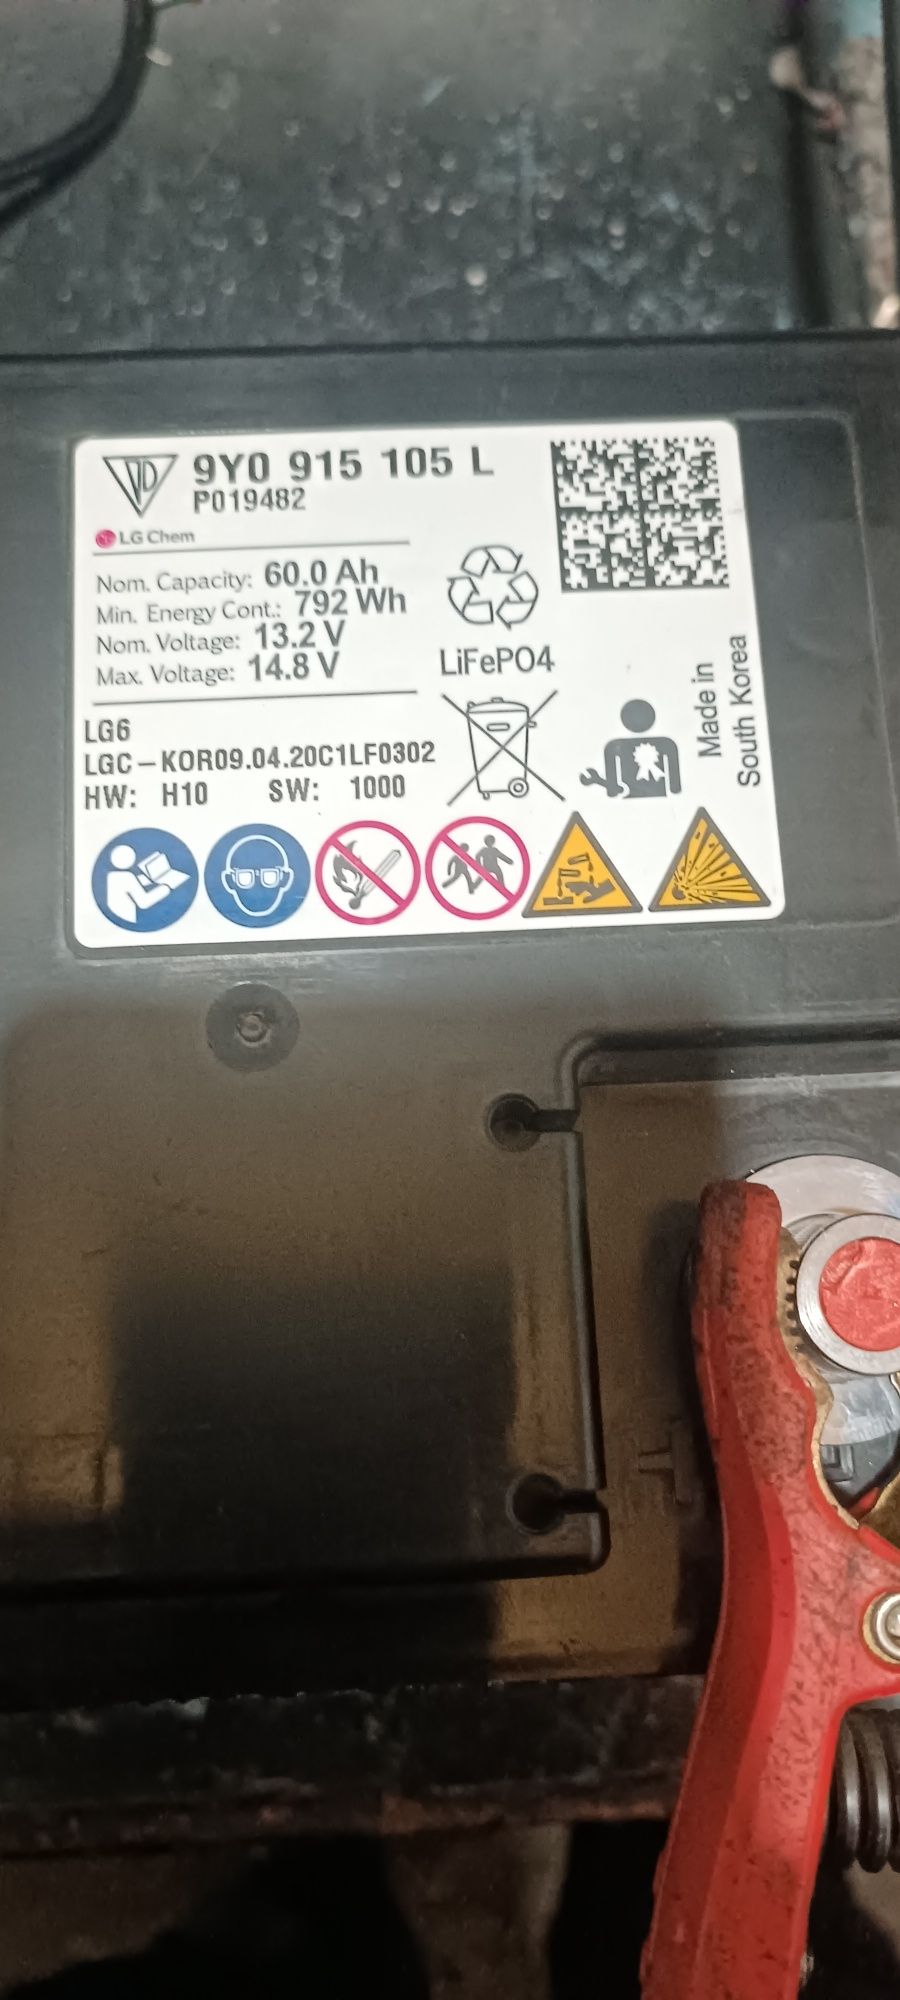 9Y0 915 105 L
P019482
LG Chem
Nom. Capacity: 60.0 Ah
Min. Energy Cont.: 792 Wh
Nom. Voltage: 13.2 V
Max. Voltage: 14.8 V
LiFePO4
LG6
LGC-KOR09.04.20C1LF0302
HW: H10 SW: 1000
Made in
South Korea